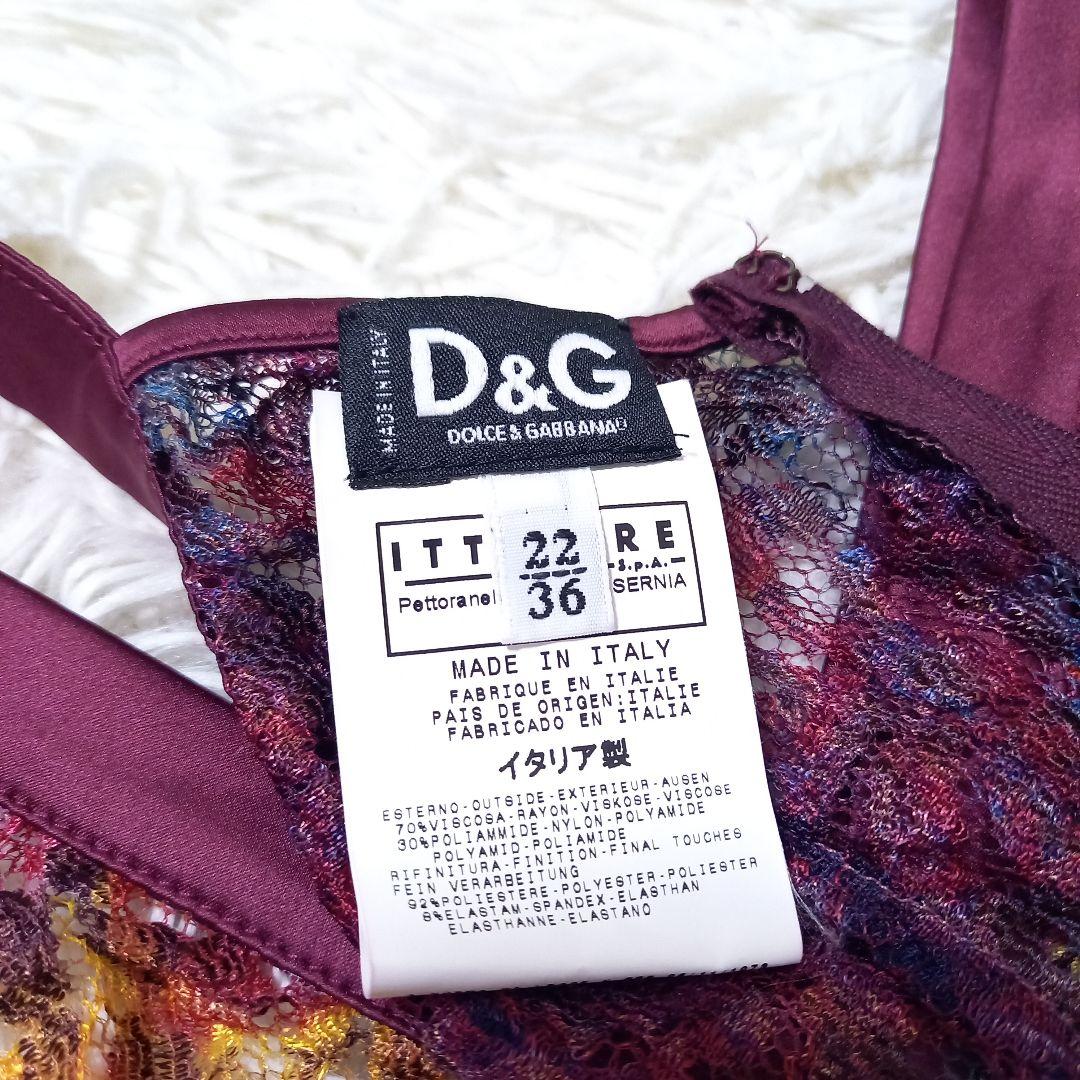 MADE IN ITALY
D&G
DOLCE & GABBANA
22
36
ITT RE
S.p.A.
Pettoranel SERNIA
MADE IN ITALY
FABRIQUE EN ITALIE
PAIS DE ORIGEN:ITALIE
FABRICADO EN ITALIA
イタリア製
ESTERNO-OUTSIDE-EXTERIEUR-AUSEN
70%VISCOSA-RAYON-VISKOSE-VISCOSE
30%POLIAMMIDE-NYLON-POLYAMIDE
POLYAMID-POLIAMIDE
RIFINITURA-FINITION-FINAL TOUCHES
FEIN VERARBEITUNG
92%POLIESTERE-POLYESTER-POLIESTER
8%ELASTAM-SPANDEX-ELASTHAN
ELASTHANNE-ELASTANO